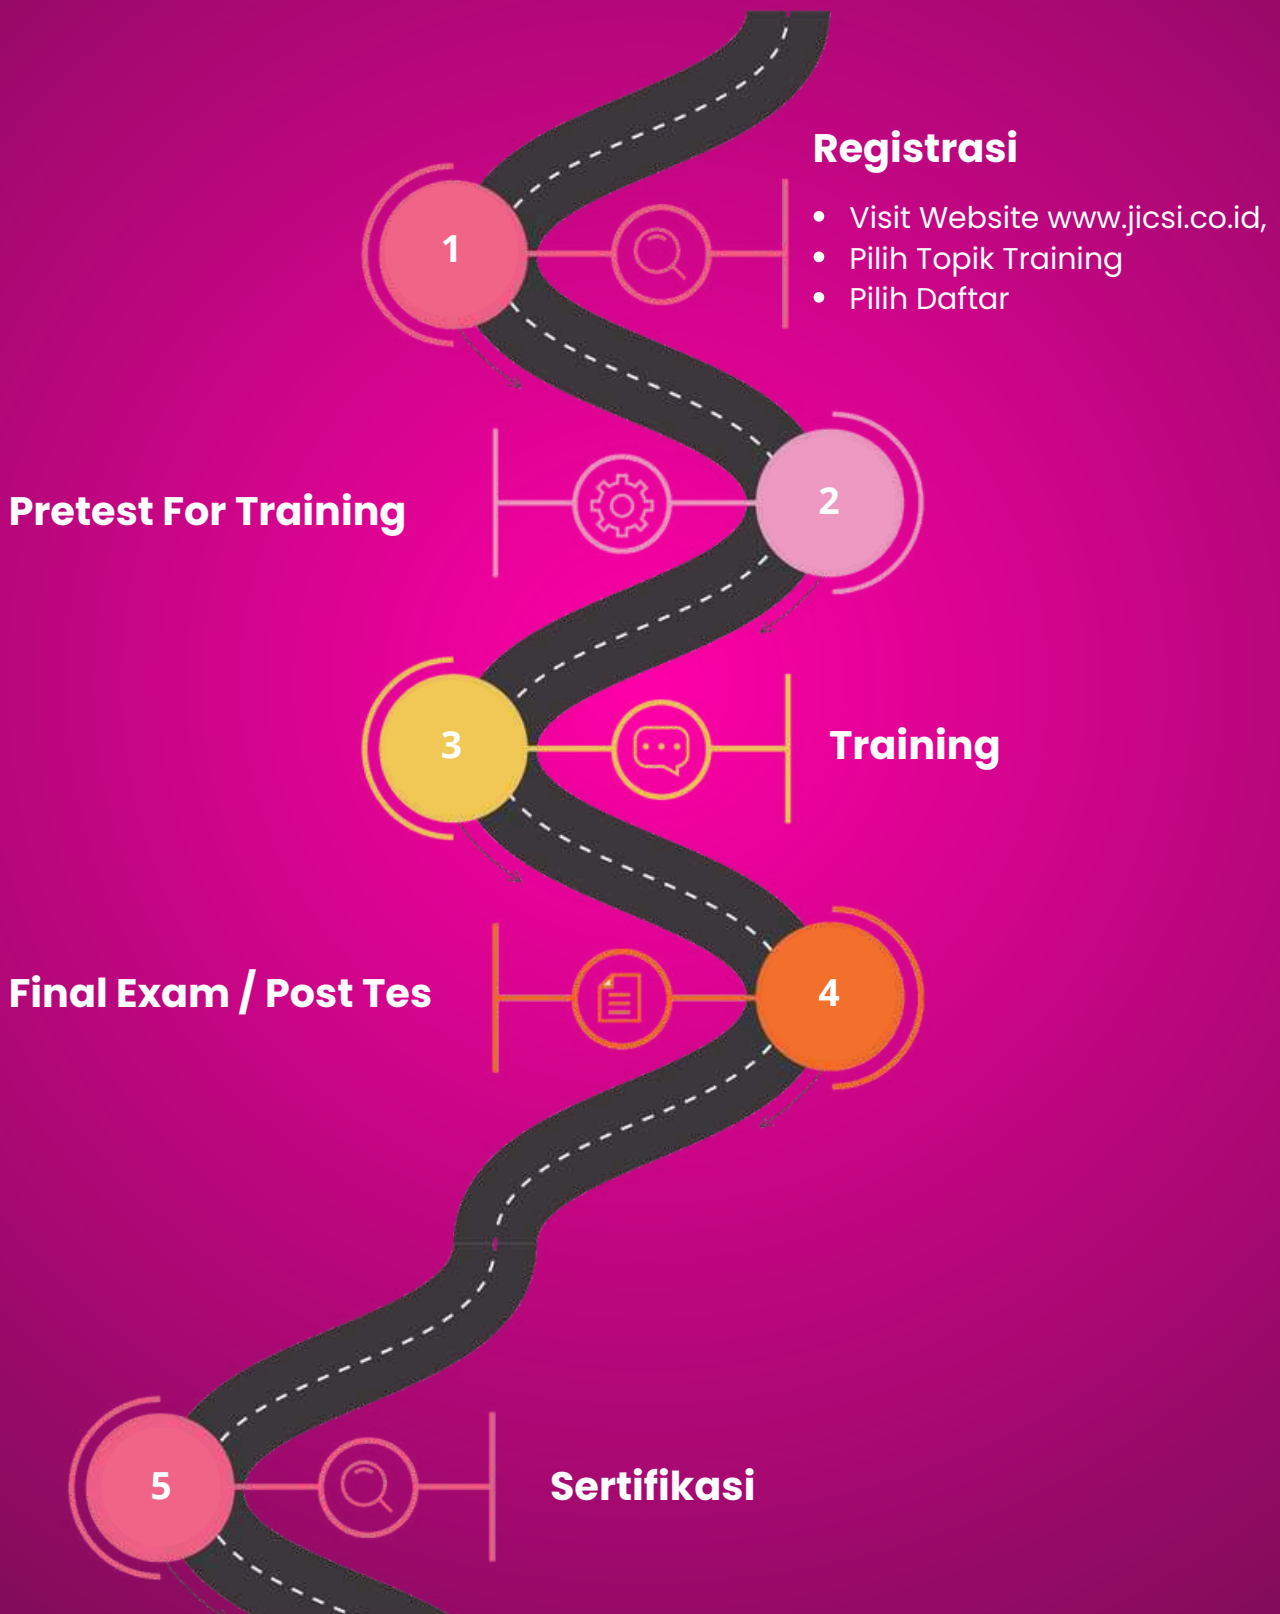 Registrasi
1
• Visit Website www.jicsi.co.id,
• Pilih Topik Training
• Pilih Daftar
Pretest For Training
2
3
Training
Final Exam / Post Tes
4
5
Sertifikasi